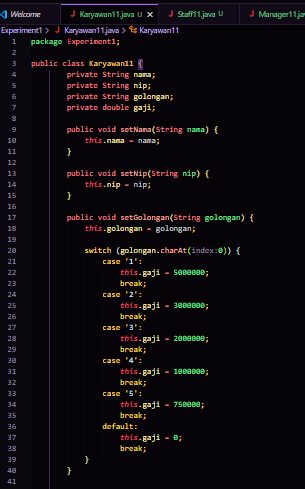 Welcome Karyawan11.java U Staff11.java U Manager11.java
Experiment1 > Karyawan11.java > Karyawan11
1 package Experiment1;
2
3 public class Karyawan11 {
4 private String nama;
5 private String nip;
6 private String golongan;
7 private double gaji;
8
9 public void setNama(String nama) {
10 this.nama = nama;
11 }
12
13 public void setNip(String nip) {
14 this.nip = nip;
15 }
16
17 public void setGolongan(String golongan) {
18 this.golongan = golongan;
19
20 switch (golongan.charAt(index:0)) {
21 case '1':
22 this.gaji = 5000000;
23 break;
24 case '2':
25 this.gaji = 3000000;
26 break;
27 case '3':
28 this.gaji = 2000000;
29 break;
30 case '4':
31 this.gaji = 1000000;
32 break;
33 case '5':
34 this.gaji = 750000;
35 break;
36 default:
37 this.gaji = 0;
38 break;
39 }
40 }
41